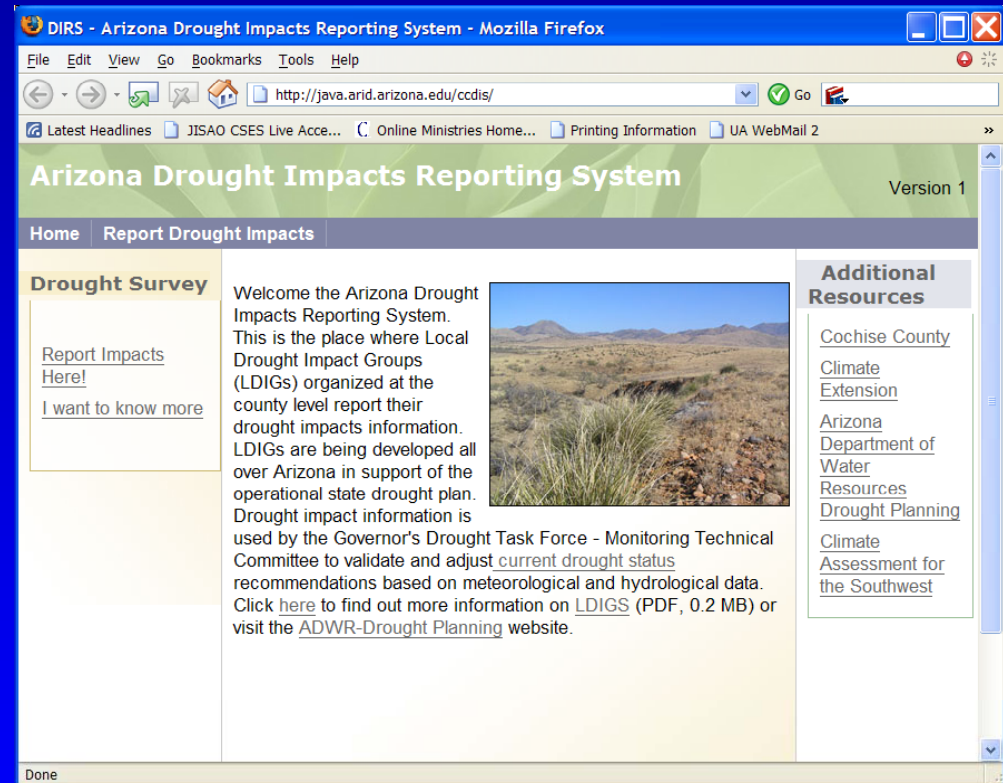 DIRS - Arizona Drought Impacts Reporting System - Mozilla Firefox
File Edit View Go Bookmarks Tools Help
http://java.arid.arizona.edu/ccdis/ Go
Latest Headlines JISAO CSES Live Acce... Online Ministries Home... Printing Information UA WebMail 2 »
Arizona Drought Impacts Reporting System
Version 1
Home Report Drought Impacts
Drought Survey
Report Impacts
Here!
I want to know more
Welcome the Arizona Drought
Impacts Reporting System.
This is the place where Local
Drought Impact Groups
(LDIGs) organized at the
county level report their
drought impacts information.
LDIGs are being developed all
over Arizona in support of the
operational state drought plan.
Drought impact information is
used by the Governor's Drought Task Force - Monitoring Technical
Committee to validate and adjust current drought status
recommendations based on meteorological and hydrological data.
Click here to find out more information on LDIGS (PDF, 0.2 MB) or
visit the ADWR-Drought Planning website.
Additional
Resources
Cochise County
Climate
Extension
Arizona
Department of
Water
Resources
Drought Planning
Climate
Assessment for
the Southwest
Done